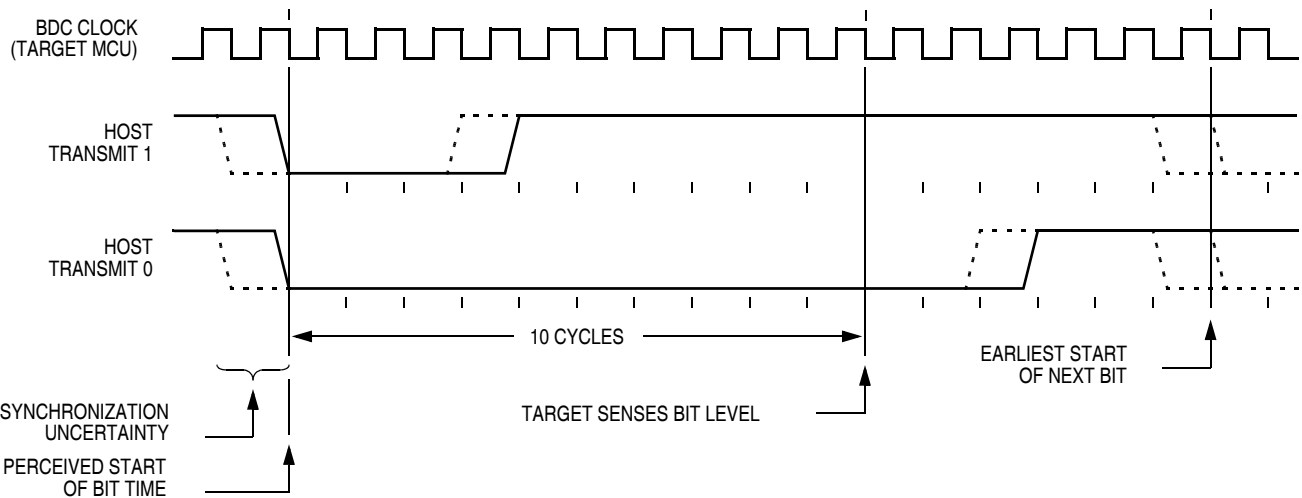 BDC CLOCK
(TARGET MCU)
HOST
TRANSMIT 1
HOST
TRANSMIT 0
10 CYCLES
EARLIEST START
OF NEXT BIT
SYNCHRONIZATION
UNCERTAINTY
TARGET SENSES BIT LEVEL
PERCEIVED START
OF BIT TIME